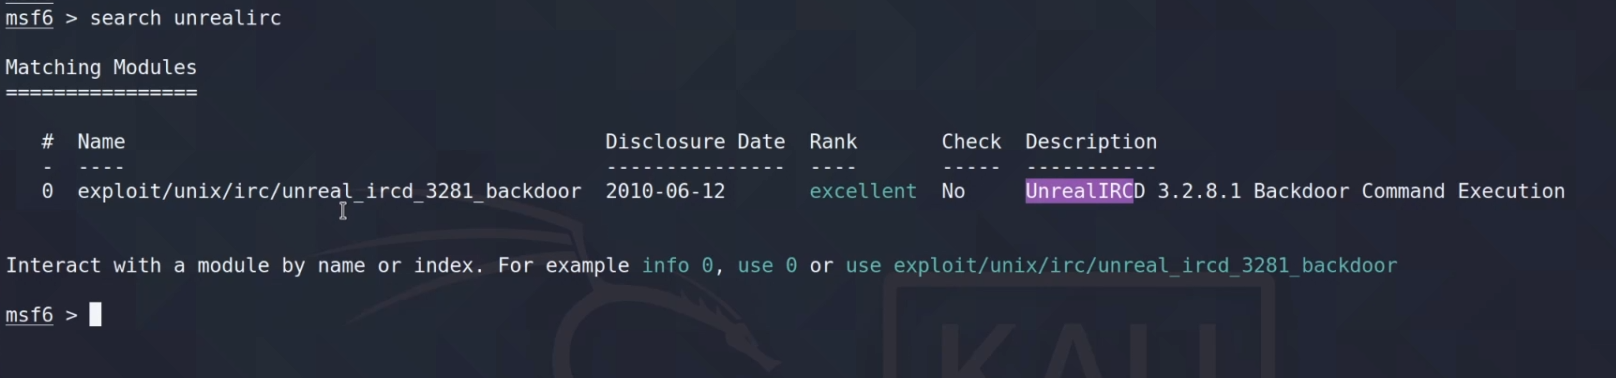 msf6 > search unrealirc
Matching Modules
================
#  Name                                        Disclosure Date  Rank       Check  Description
-  ----                                        ---------------  ----       -----  -----------
0  exploit/unix/irc/unreal_ircd_3281_backdoor  2010-06-12       excellent  No     UnrealIRCD 3.2.8.1 Backdoor Command Execution
Interact with a module by name or index. For example info 0, use 0 or use exploit/unix/irc/unreal_ircd_3281_backdoor
msf6 >
KALI